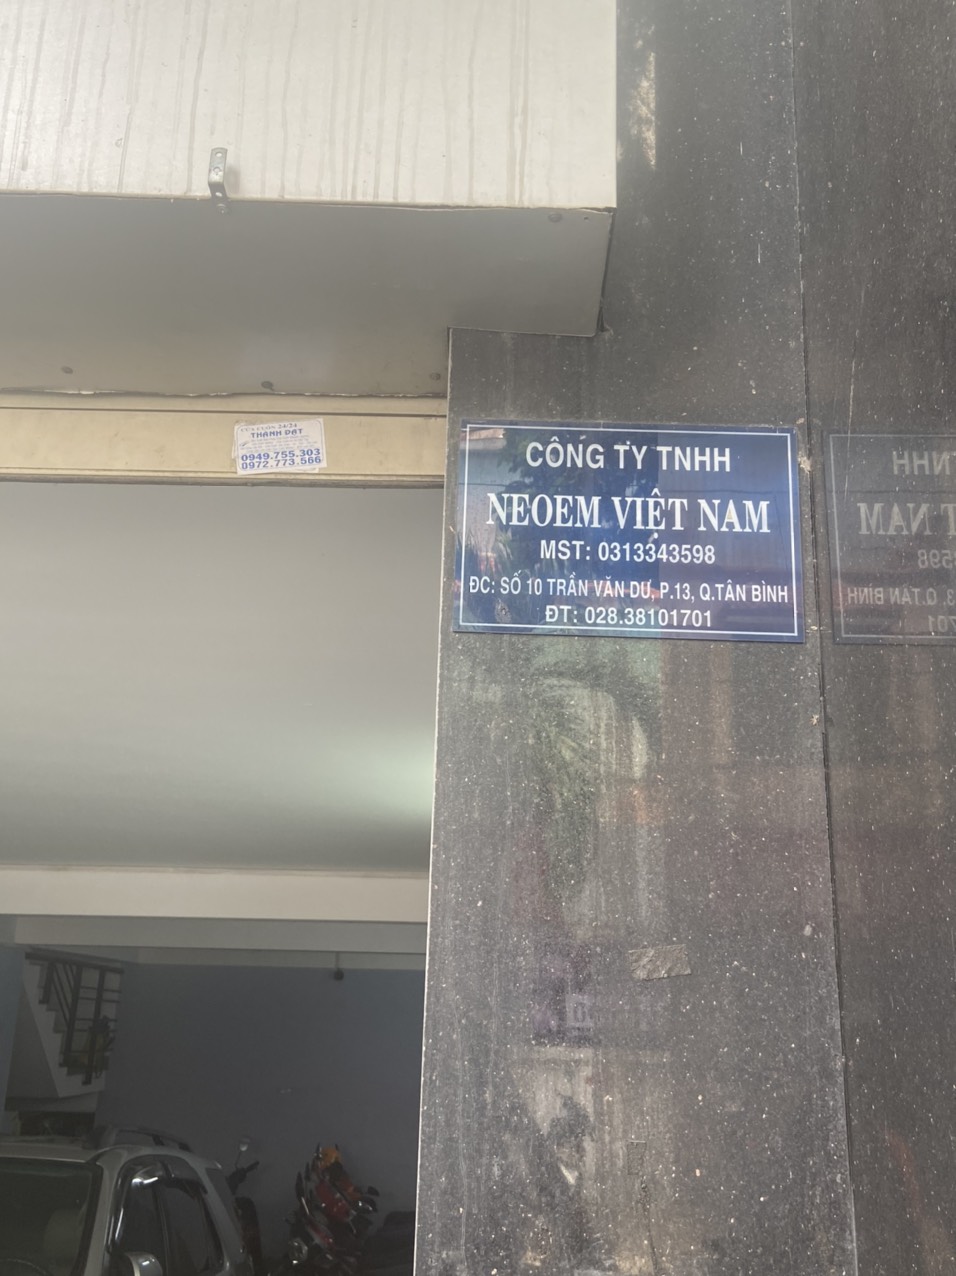 THÀNH ĐẠT
0949.755.303
0972.773.566
CÔNG TY TNHH
NEOEM VIỆT NAM
MST: 0313343598
ĐC: SỐ 10 TRẦN VĂN DƯ, P.13, Q.TÂN BÌNH
ĐT: 028.38101701